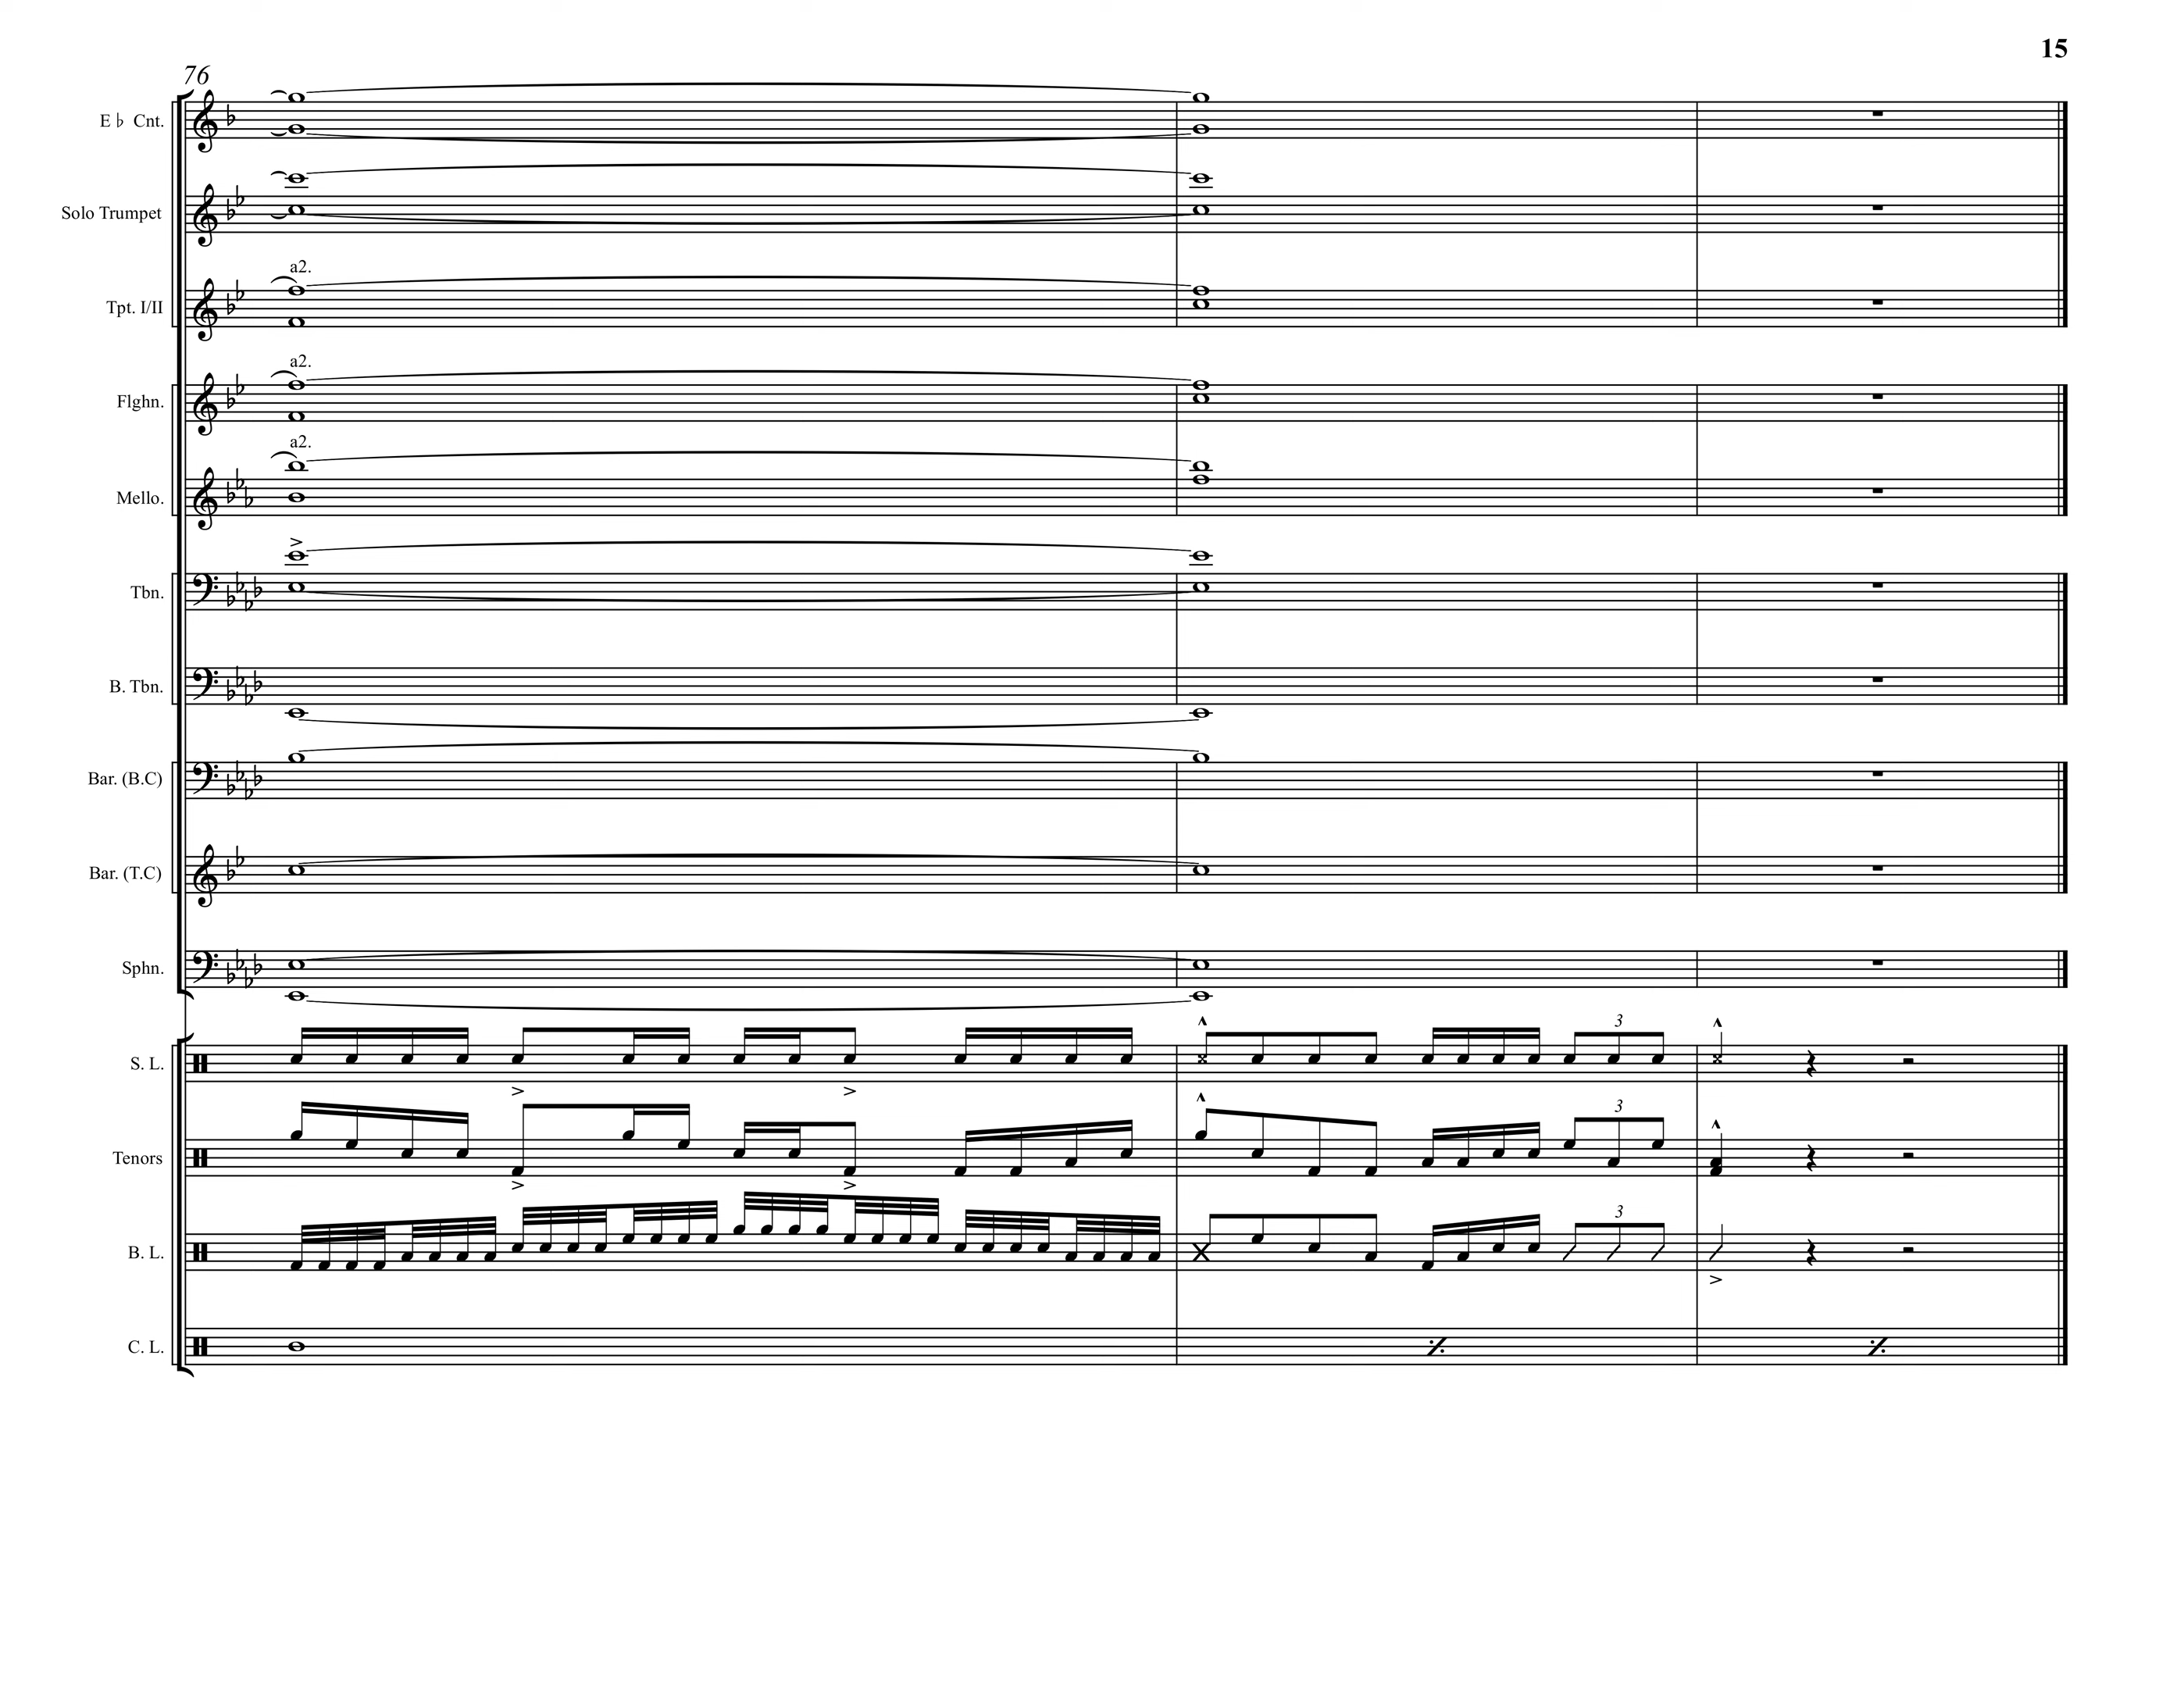 15
76
E♭ Cnt.
Solo Trumpet
a2.
Tpt. I/II
a2.
Flghn.
a2.
Mello.
Tbn.
B. Tbn.
Bar. (B.C)
Bar. (T.C)
Sphn.
3
S. L.
3
Tenors
3
B. L.
C. L.